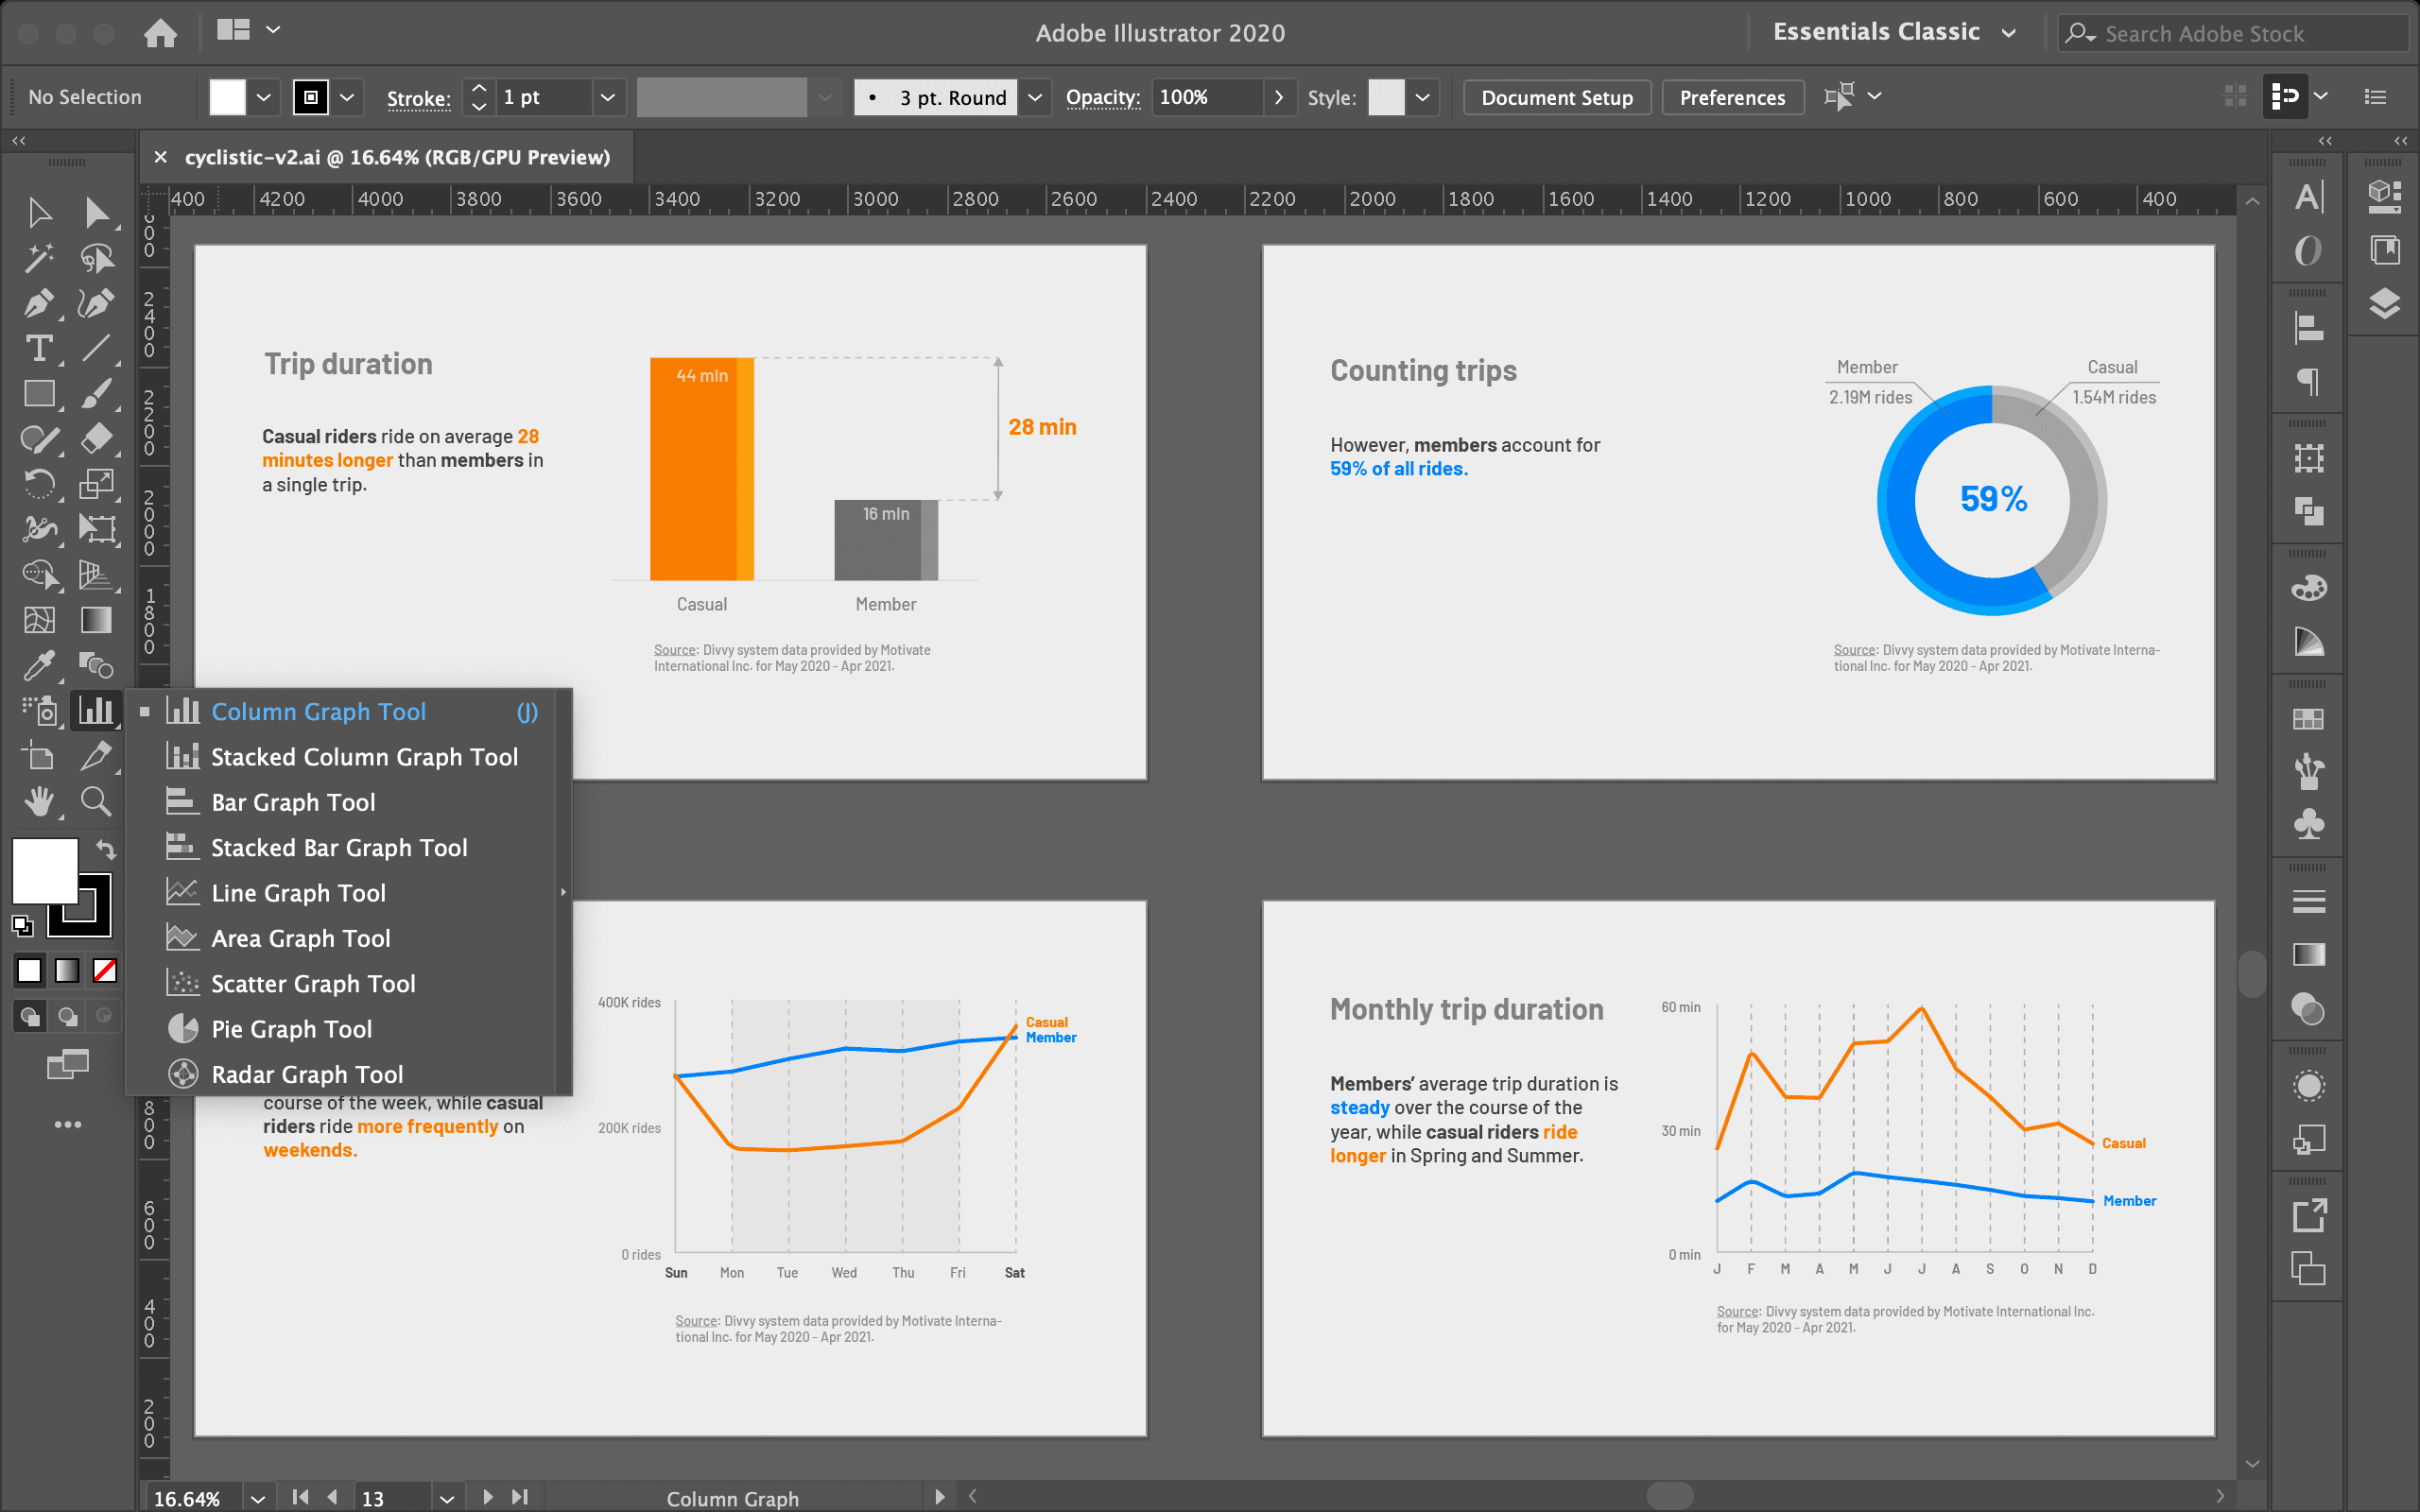 Adobe Illustrator 2020
Essentials Classic
Search Adobe Stock
No Selection
Stroke:
1 pt
• 3 pt. Round
Opacity:
100%
Style:
Document Setup
Preferences
cyclistic-v2.ai @ 16.64% (RGB/GPU Preview)
400 4200 4000 3800 3600 3400 3200 3000 2800 2600 2400 2200 2000 1800 1600 1400 1200 1000 800 600 400
2400
2200
2000
1800
800
600
400
200
Trip duration
Casual riders ride on average 28
minutes longer than members in
a single trip.
44 min
16 min
28 min
Casual
Member
Source: Divvy system data provided by Motivate
International Inc. for May 2020 - Apr 2021.
Counting trips
However, members account for
59% of all rides.
Member
2.19M rides
Casual
1.54M rides
59%
Source: Divvy system data provided by Motivate Interna-
tional Inc. for May 2020 - Apr 2021.
Column Graph Tool (J)
Stacked Column Graph Tool
Bar Graph Tool
Stacked Bar Graph Tool
Line Graph Tool
Area Graph Tool
Scatter Graph Tool
Pie Graph Tool
Radar Graph Tool
course of the week, while casual
riders ride more frequently on
weekends.
400K rides
200K rides
0 rides
Casual
Member
Sun Mon Tue Wed Thu Fri Sat
Source: Divvy system data provided by Motivate Interna-
tional Inc. for May 2020 - Apr 2021.
Monthly trip duration
Members' average trip duration is
steady over the course of the
year, while casual riders ride
longer in Spring and Summer.
60 min
30 min
0 min
Casual
Member
J F M A M J J A S O N D
Source: Divvy system data provided by Motivate International Inc.
for May 2020 - Apr 2021.
16.64%
13
Column Graph